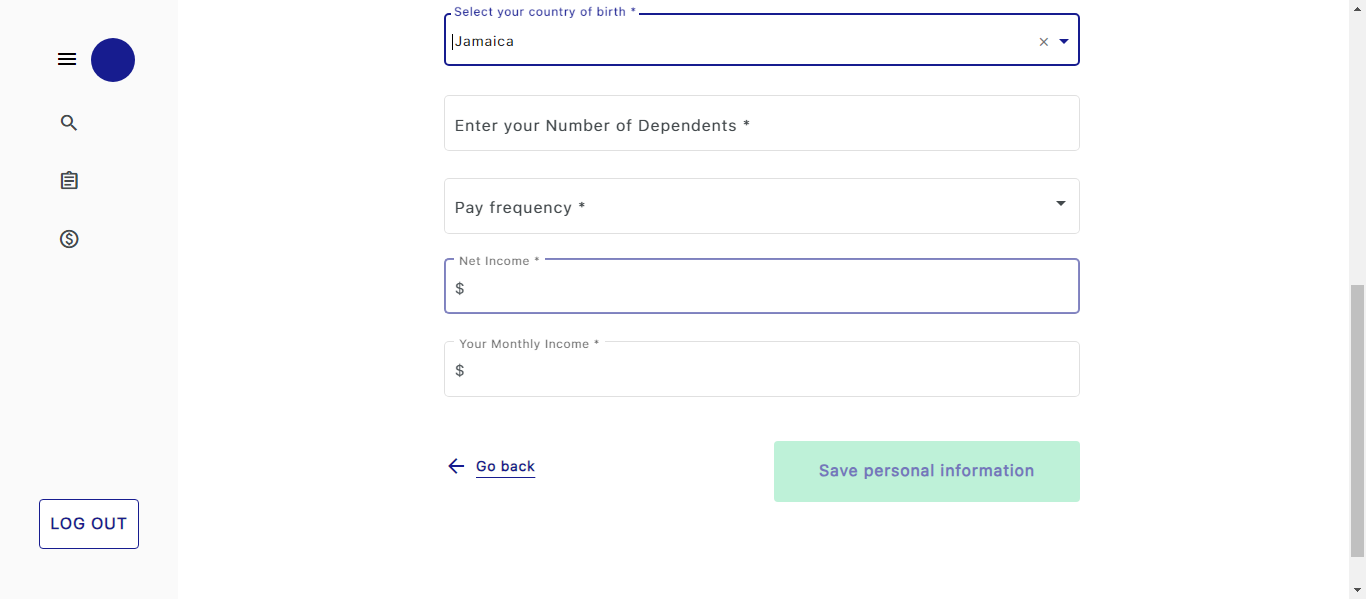 Select your country of birth *
Jamaica
Enter your Number of Dependents *
Pay frequency *
Net Income *
$
Your Monthly Income *
$
Go back
Save personal information
LOG OUT